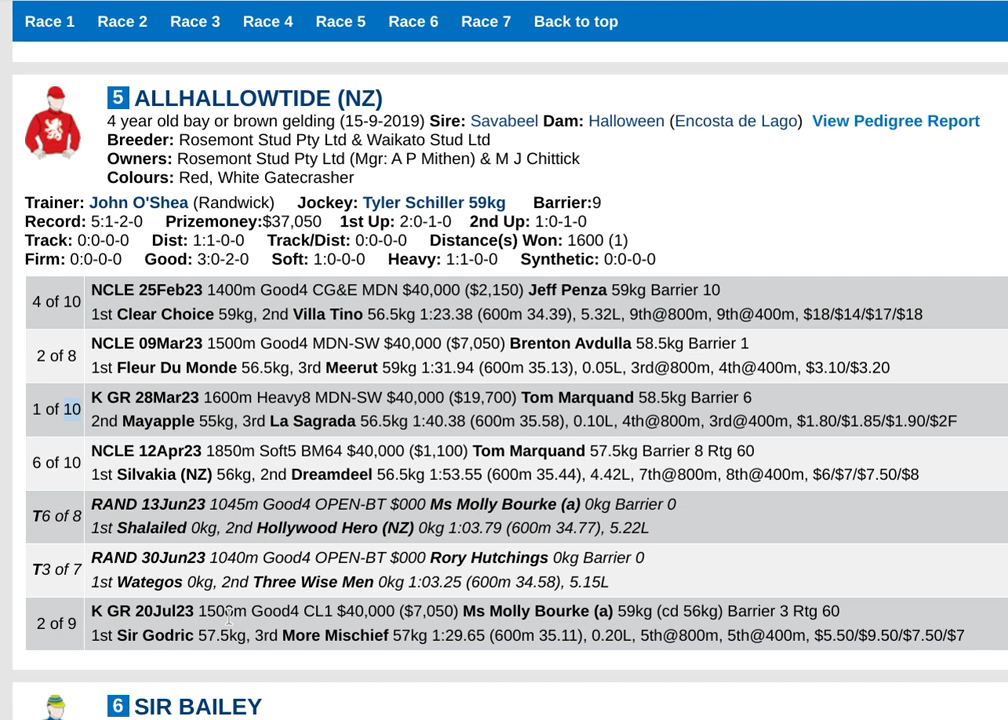 Race 1 Race 2 Race 3 Race 4 Race 5 Race 6 Race 7 Back to top
5 ALLHALLOWTIDE (NZ)
4 year old bay or brown gelding (15-9-2019) Sire: Savabeel Dam: Halloween (Encosta de Lago) View Pedigree Report
Breeder: Rosemont Stud Pty Ltd & Waikato Stud Ltd
Owners: Rosemont Stud Pty Ltd (Mgr: A P Mithen) & M J Chittick
Colours: Red, White Gatecrasher
Trainer: John O'Shea (Randwick) Jockey: Tyler Schiller 59kg Barrier:9
Record: 5:1-2-0 Prizemoney:$37,050 1st Up: 2:0-1-0 2nd Up: 1:0-1-0
Track: 0:0-0-0 Dist: 1:1-0-0 Track/Dist: 0:0-0-0 Distance(s) Won: 1600 (1)
Firm: 0:0-0-0 Good: 3:0-2-0 Soft: 1:0-0-0 Heavy: 1:1-0-0 Synthetic: 0:0-0-0
4 of 10 NCLE 25Feb23 1400m Good4 CG&E MDN $40,000 ($2,150) Jeff Penza 59kg Barrier 10
1st Clear Choice 59kg, 2nd Villa Tino 56.5kg 1:23.38 (600m 34.39), 5.32L, 9th@800m, 9th@400m, $18/$14/$17/$18
2 of 8 NCLE 09Mar23 1500m Good4 MDN-SW $40,000 ($7,050) Brenton Avdulla 58.5kg Barrier 1
1st Fleur Du Monde 56.5kg, 3rd Meerut 59kg 1:31.94 (600m 35.13), 0.05L, 3rd@800m, 4th@400m, $3.10/$3.20
1 of 10 K GR 28Mar23 1600m Heavy8 MDN-SW $40,000 ($19,700) Tom Marquand 58.5kg Barrier 6
2nd Mayapple 55kg, 3rd La Sagrada 56.5kg 1:40.38 (600m 35.58), 0.10L, 4th@800m, 3rd@400m, $1.80/$1.85/$1.90/$2F
6 of 10 NCLE 12Apr23 1850m Soft5 BM64 $40,000 ($1,100) Tom Marquand 57.5kg Barrier 8 Rtg 60
1st Silvakia (NZ) 56kg, 2nd Dreamdeel 56.5kg 1:53.55 (600m 35.44), 4.42L, 7th@800m, 8th@400m, $6/$7/$7.50/$8
T6 of 8 RAND 13Jun23 1045m Good4 OPEN-BT $000 Ms Molly Bourke (a) 0kg Barrier 0
1st Shalailed 0kg, 2nd Hollywood Hero (NZ) 0kg 1:03.79 (600m 34.77), 5.22L
T3 of 7 RAND 30Jun23 1040m Good4 OPEN-BT $000 Rory Hutchings 0kg Barrier 0
1st Wategos 0kg, 2nd Three Wise Men 0kg 1:03.25 (600m 34.58), 5.15L
2 of 9 K GR 20Jul23 1500m Good4 CL1 $40,000 ($7,050) Ms Molly Bourke (a) 59kg (cd 56kg) Barrier 3 Rtg 60
1st Sir Godric 57.5kg, 3rd More Mischief 57kg 1:29.65 (600m 35.11), 0.20L, 5th@800m, 5th@400m, $5.50/$9.50/$7.50/$7
6 SIR BAILEY